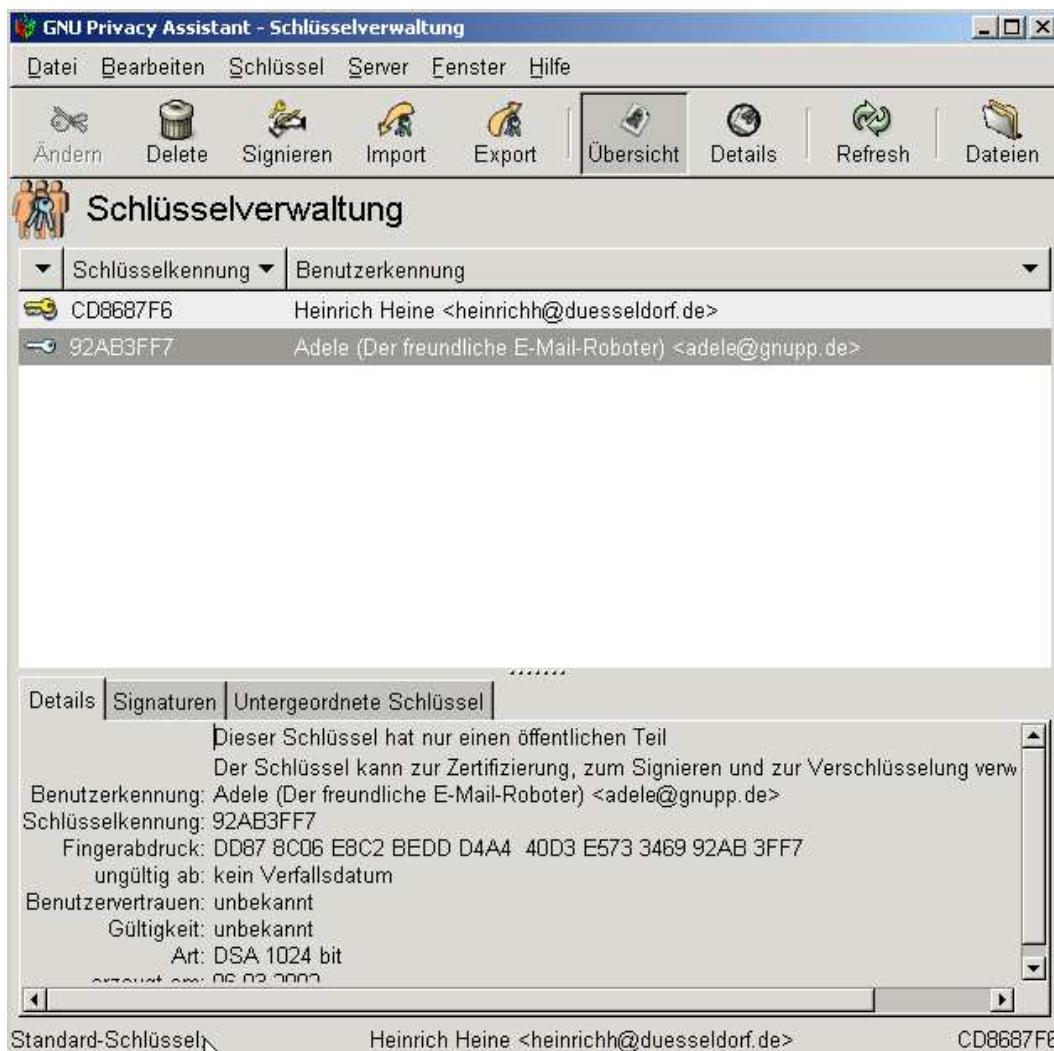 GNU Privacy Assistant - Schlüsselverwaltung
Datei Bearbeiten Schlüssel Server Fenster Hilfe
Ändern Delete Signieren Import Export Übersicht Details Refresh Dateien
Schlüsselverwaltung
Schlüsselkennung Benutzerkennung
CD8687F6 Heinrich Heine <heinrichh@duesseldorf.de>
92AB3FF7 Adele (Der freundliche E-Mail-Roboter) <adele@gnupp.de>
Details Signaturen Untergeordnete Schlüssel
Dieser Schlüssel hat nur einen öffentlichen Teil
Der Schlüssel kann zur Zertifizierung, zum Signieren und zur Verschlüsselung verw
Benutzerkennung: Adele (Der freundliche E-Mail-Roboter) <adele@gnupp.de>
Schlüsselkennung: 92AB3FF7
Fingerabdruck: DD87 8C06 E8C2 BEDD D4A4 40D3 E573 3469 92AB 3FF7
ungültig ab: kein Verfallsdatum
Benutzervertrauen: unbekannt
Gültigkeit: unbekannt
Art: DSA 1024 bit
Standard-Schlüssel: Heinrich Heine <heinrichh@duesseldorf.de> CD8687F6